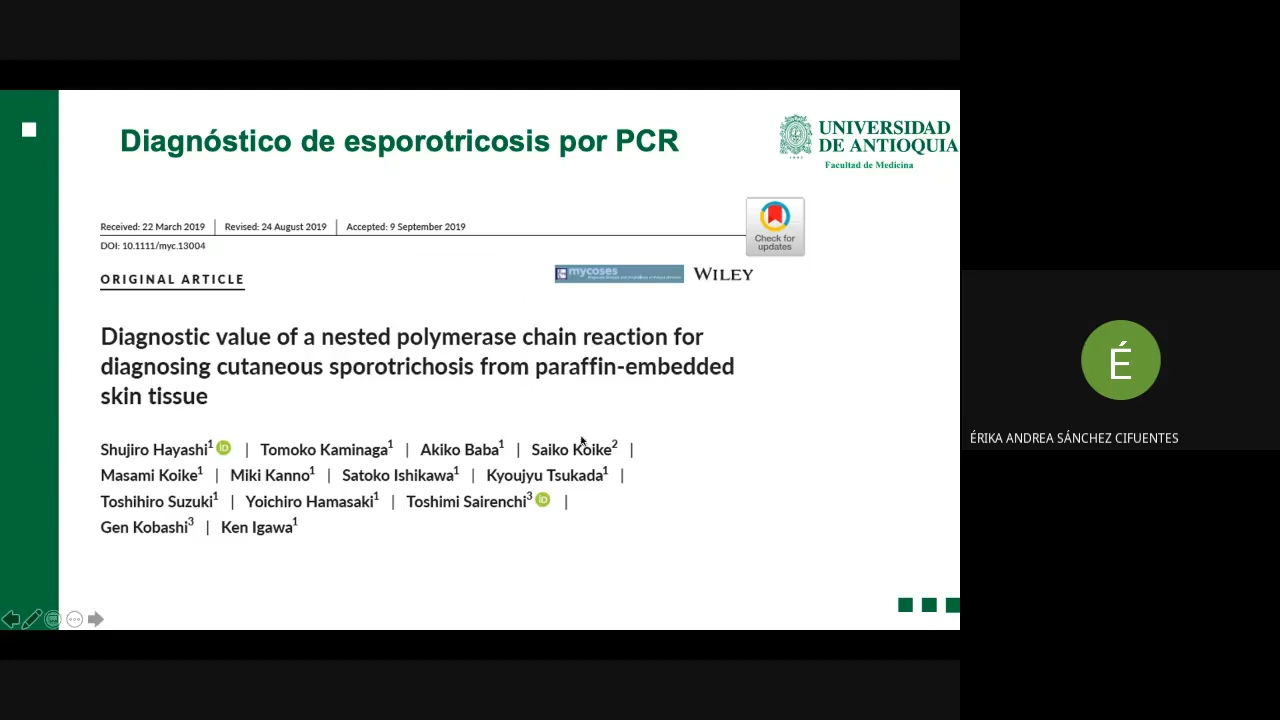 Diagnóstico de esporotricosis por PCR
UNIVERSIDAD
DE ANTIOQUIA
1803
Facultad de Medicina
Received: 22 March 2019 | Revised: 24 August 2019 | Accepted: 9 September 2019
DOI: 10.1111/myc.13004
Check for
updates
ORIGINAL ARTICLE
mycoses WILEY
Diagnostic value of a nested polymerase chain reaction for
diagnosing cutaneous sporotrichosis from paraffin-embedded
skin tissue
Shujiro Hayashi1 iD | Tomoko Kaminaga1 | Akiko Baba1 | Saiko Koike2 |
Masami Koike1 | Miki Kanno1 | Satoko Ishikawa1 | Kyoujyu Tsukada1 |
Toshihiro Suzuki1 | Yoichiro Hamasaki1 | Toshimi Sairenchi3 iD |
Gen Kobashi3 | Ken Igawa1
É
ÉRIKA ANDREA SÁNCHEZ CIFUENTES